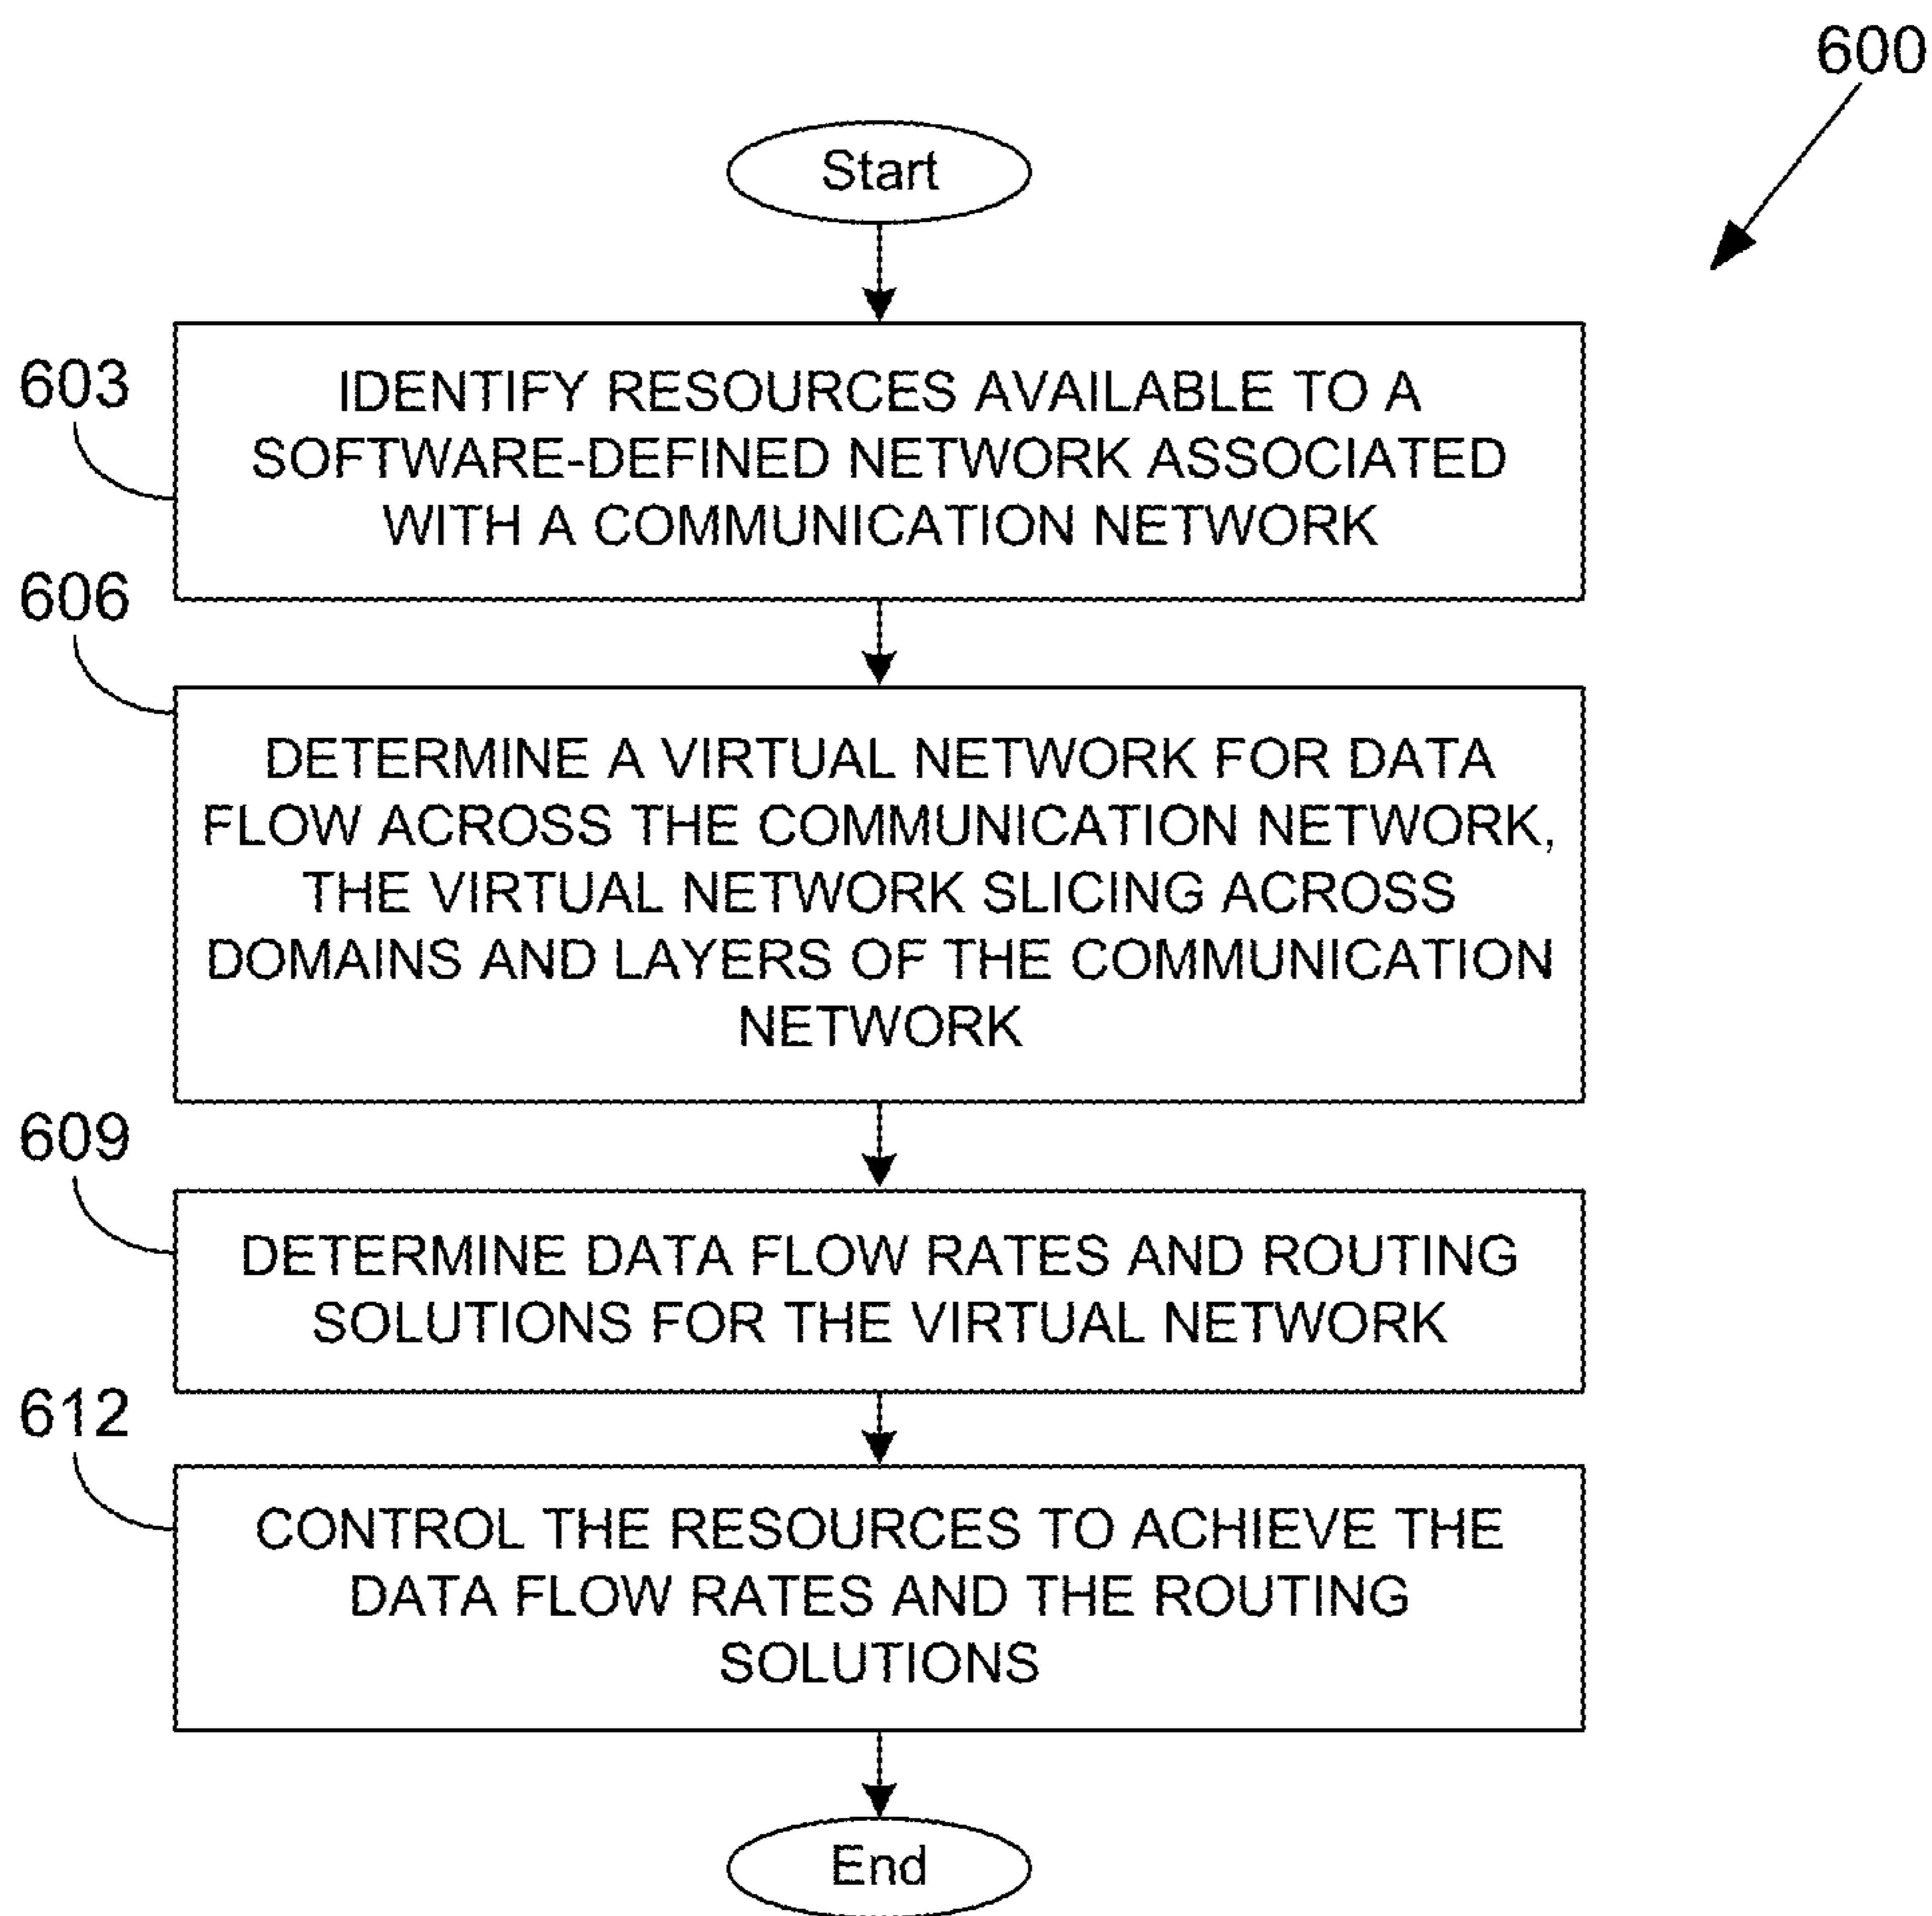 600
Start
603
IDENTIFY RESOURCES AVAILABLE TO A
SOFTWARE-DEFINED NETWORK ASSOCIATED
WITH A COMMUNICATION NETWORK
606
DETERMINE A VIRTUAL NETWORK FOR DATA
FLOW ACROSS THE COMMUNICATION NETWORK,
THE VIRTUAL NETWORK SLICING ACROSS
DOMAINS AND LAYERS OF THE COMMUNICATION
NETWORK
609
DETERMINE DATA FLOW RATES AND ROUTING
SOLUTIONS FOR THE VIRTUAL NETWORK
612
CONTROL THE RESOURCES TO ACHIEVE THE
DATA FLOW RATES AND THE ROUTING
SOLUTIONS
End